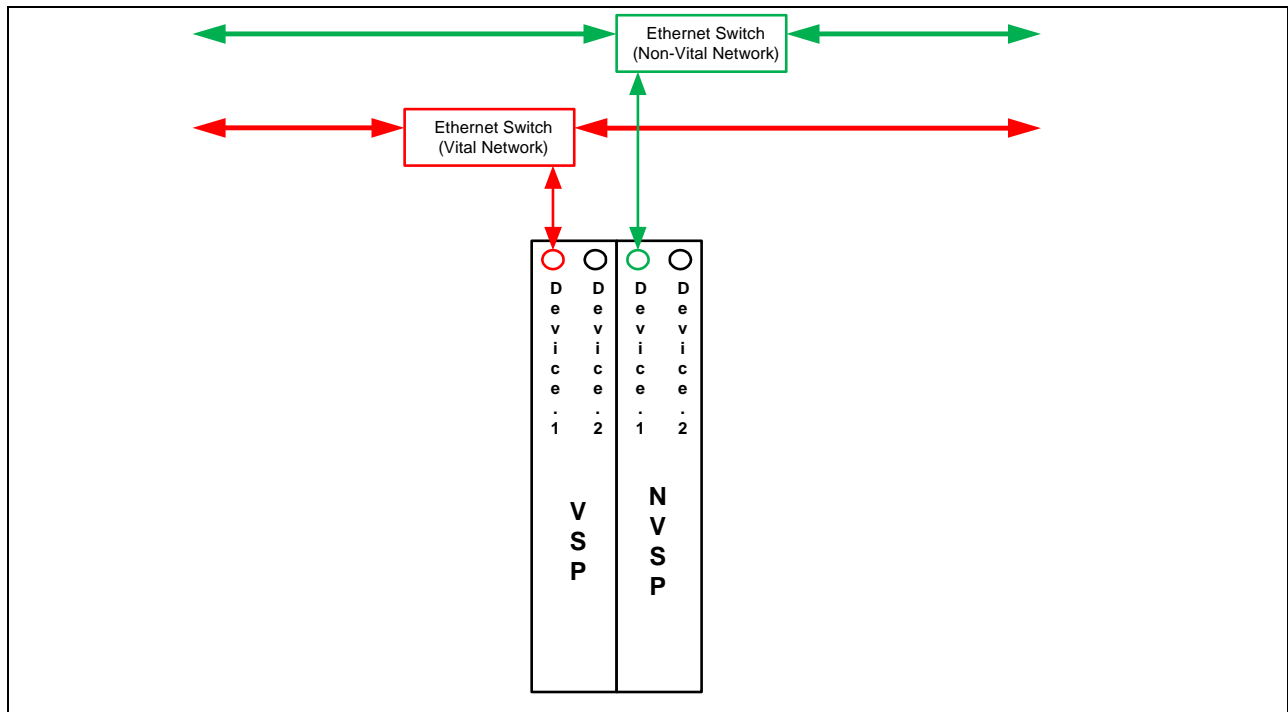 Ethernet Switch
(Non-Vital Network)
Ethernet Switch
(Vital Network)
Device.1
Device.2
Device.1
Device.2
VSP
NVSP